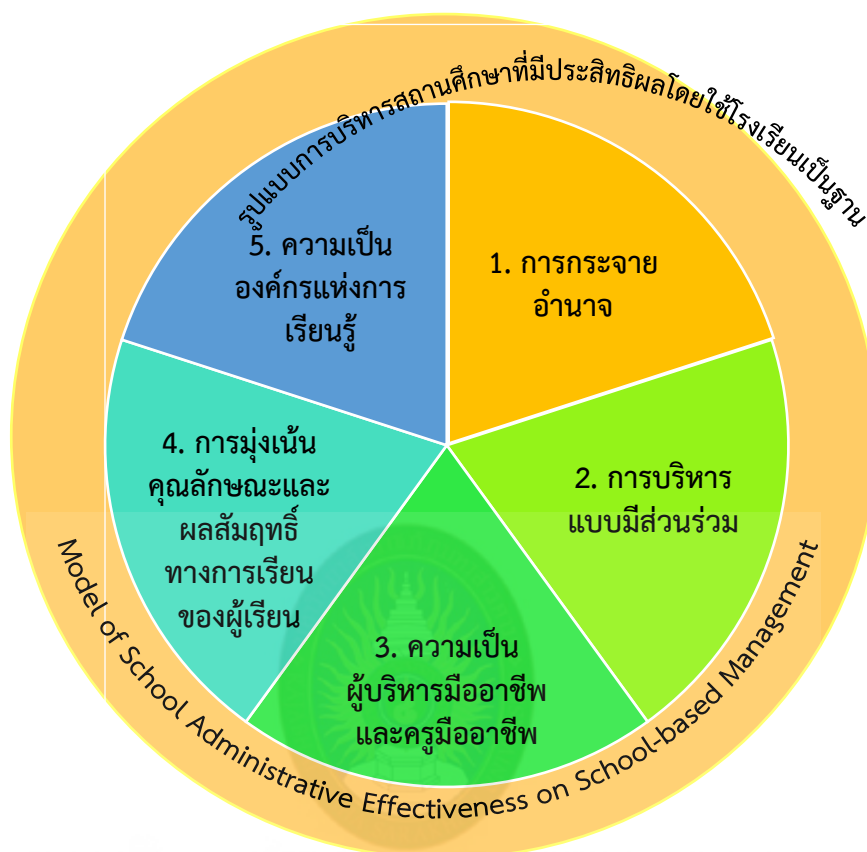 รูปแบบการบริหารสถานศึกษาที่มีประสิทธิผลโดยใช้โรงเรียนเป็นฐาน
1. การกระจาย
อำนาจ
2. การบริหาร
แบบมีส่วนร่วม
3. ความเป็น
ผู้บริหารมืออาชีพ
และครูมืออาชีพ
4. การมุ่งเน้น
คุณลักษณะและ
ผลสัมฤทธิ์
ทางการเรียน
ของผู้เรียน
5. ความเป็น
องค์กรแห่งการ
เรียนรู้
Model of School Administrative Effectiveness on School-based Management